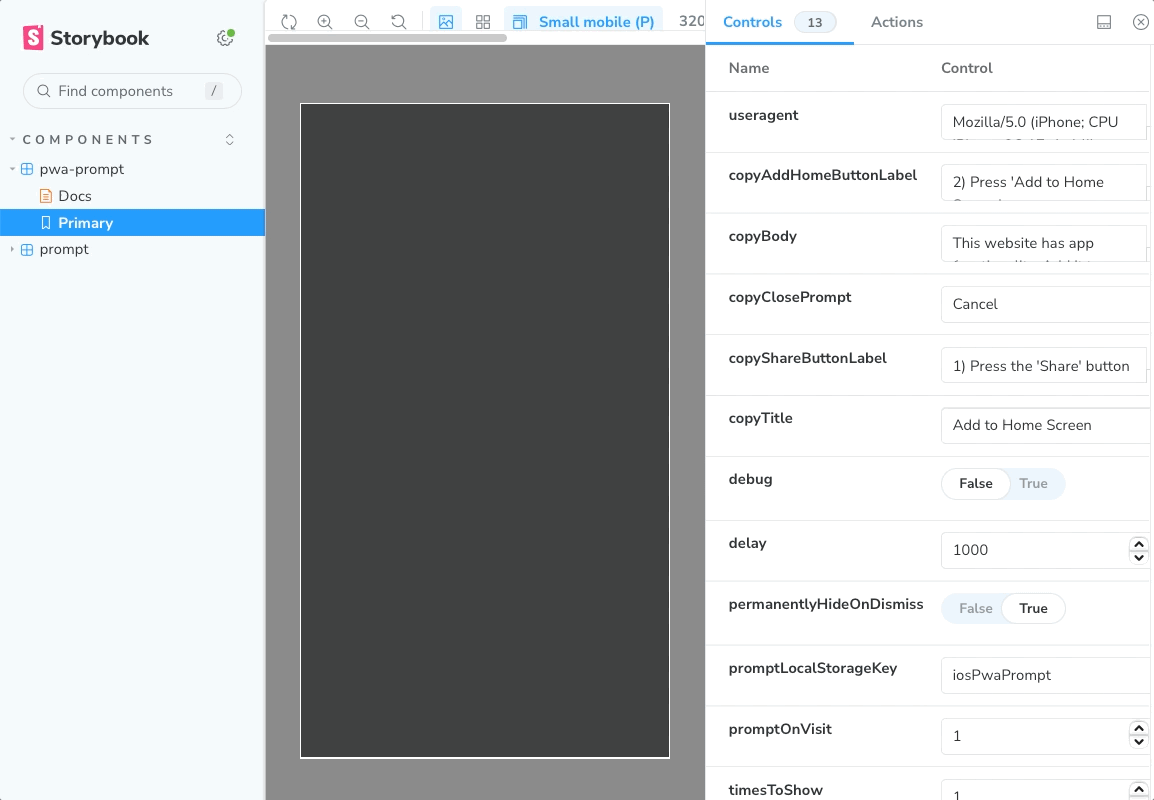 Storybook
Find components
/
COMPONENTS
pwa-prompt
Docs
Primary
prompt
Small mobile (P)
320
Controls
13
Actions
Name
Control
useragent
Mozilla/5.0 (iPhone; CPU
copyAddHomeButtonLabel
2) Press 'Add to Home
copyBody
This website has app
copyClosePrompt
Cancel
copyShareButtonLabel
1) Press the 'Share' button
copyTitle
Add to Home Screen
debug
False
True
delay
1000
permanentlyHideOnDismiss
False
True
promptLocalStorageKey
iosPwaPrompt
promptOnVisit
1
timesToShow
1